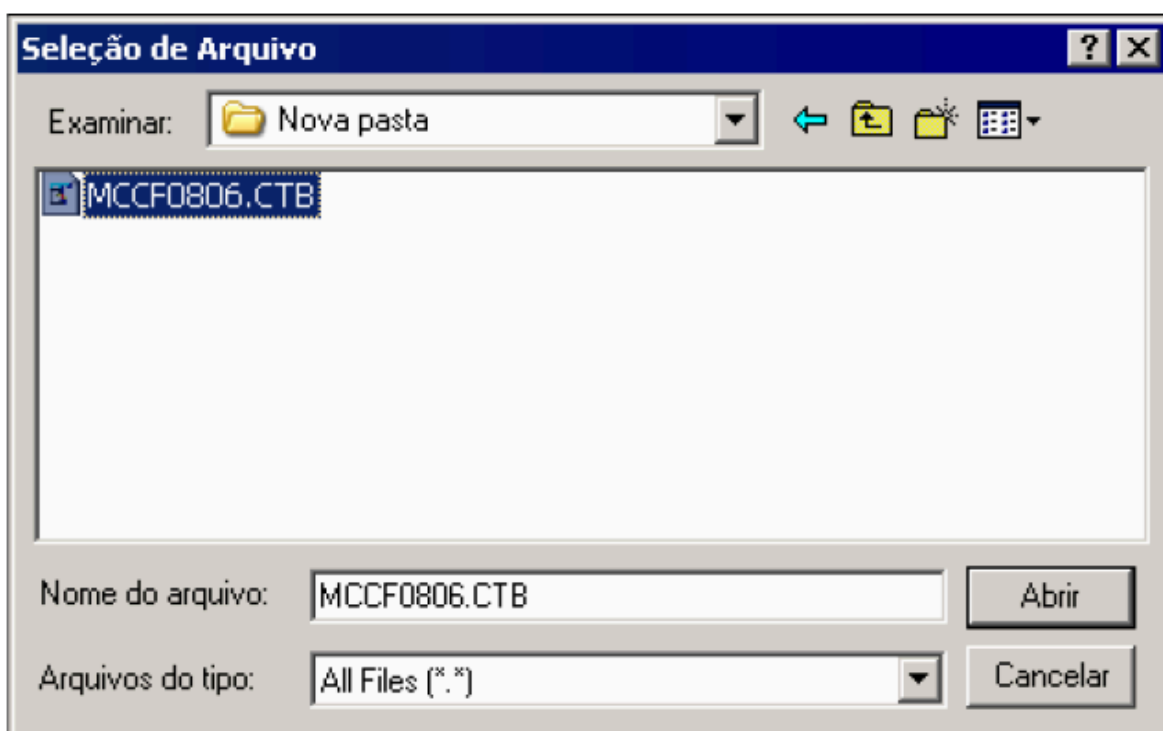 Seleção de Arquivo
Examinar: Nova pasta
MCCF0806.CTB
Nome do arquivo: MCCF0806.CTB Abrir
Arquivos do tipo: All Files (*.*) Cancelar